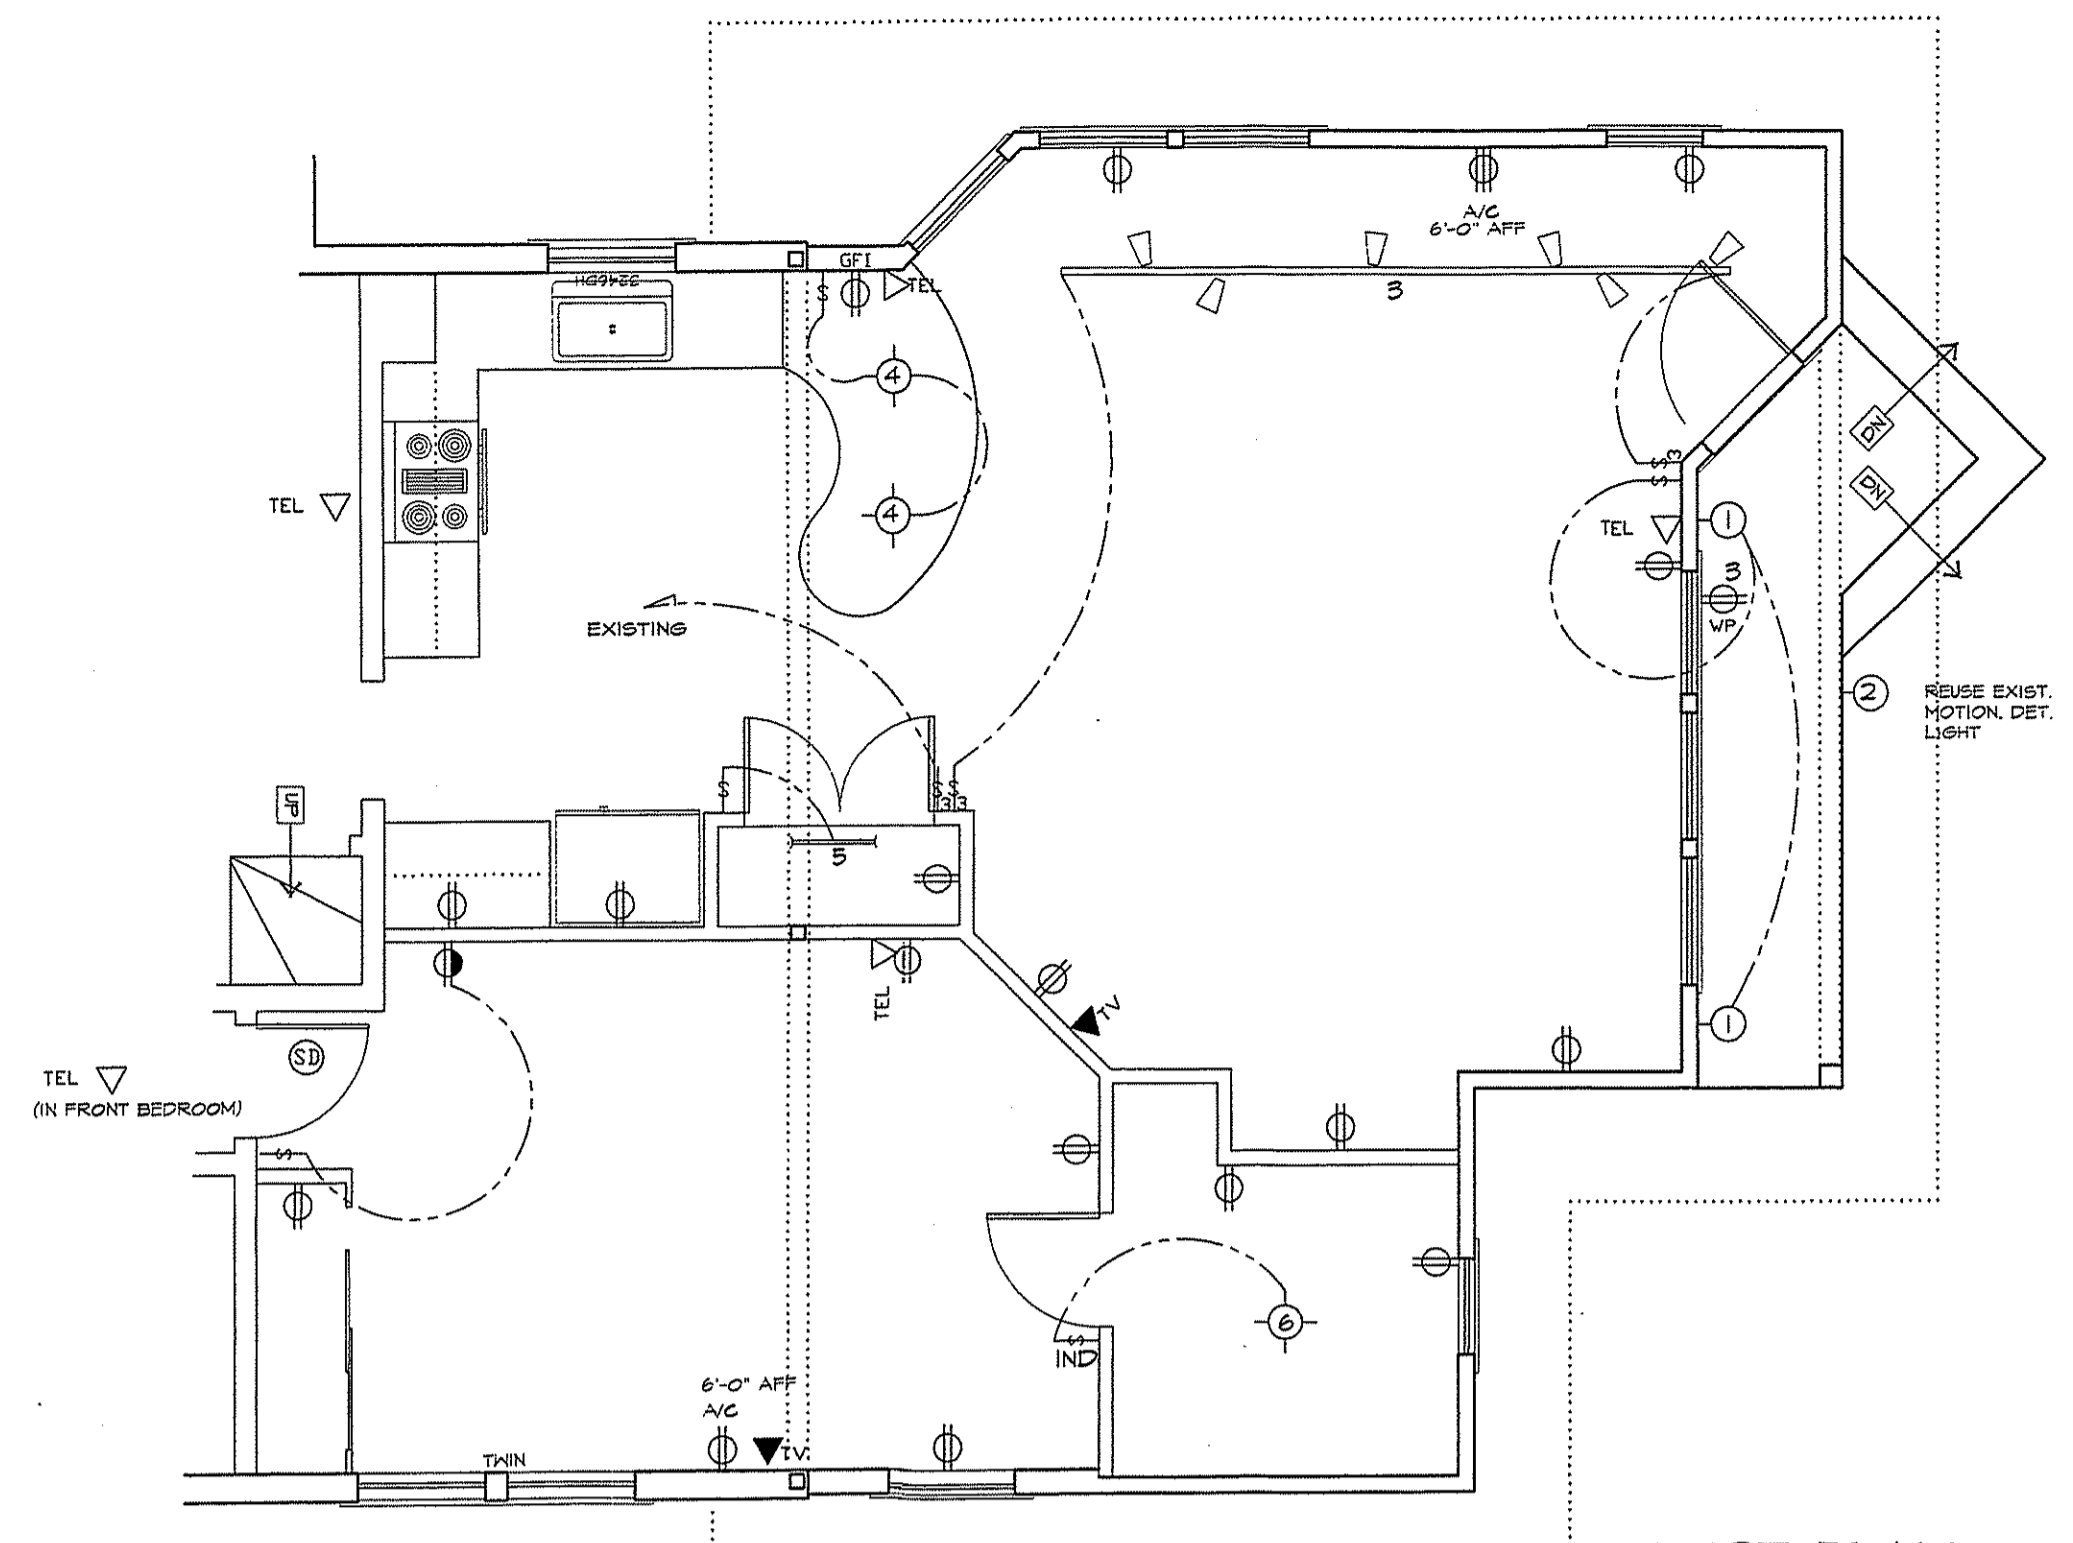 GFI
TEL
3246DH
S
A/C
6'-0" AFF
3
4
4
S
3
S
TEL
TEL
1
3
WP
DN
DN
EXISTING
2
REUSE EXIST.
MOTION. DET.
LIGHT
S
S
S
3
3
UP
5
TEL
TV
1
SD
TEL
(IN FRONT BEDROOM)
S
6
S
IND
6'-0" AFF
A/C
TV
TWIN